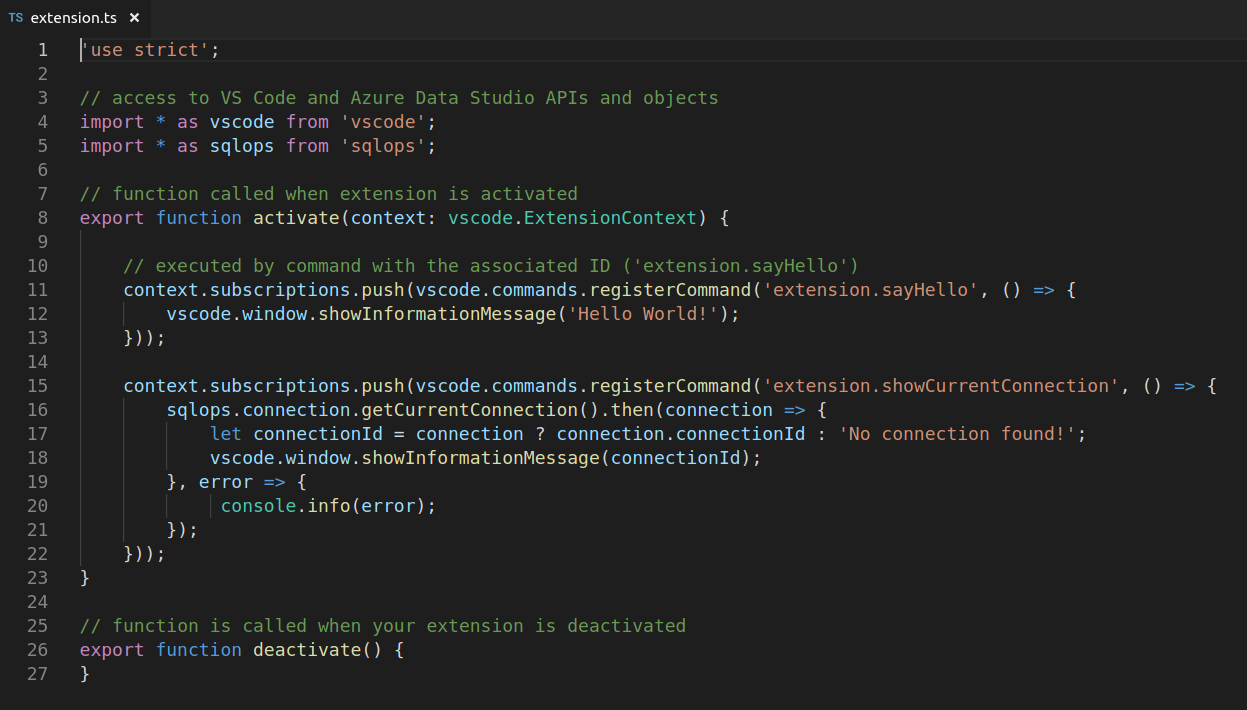 TS extension.ts ×
1 'use strict';
2
3 // access to VS Code and Azure Data Studio APIs and objects
4 import * as vscode from 'vscode';
5 import * as sqlops from 'sqlops';
6
7 // function called when extension is activated
8 export function activate(context: vscode.ExtensionContext) {
9
10     // executed by command with the associated ID ('extension.sayHello')
11     context.subscriptions.push(vscode.commands.registerCommand('extension.sayHello', () => {
12         vscode.window.showInformationMessage('Hello World!');
13     }));
14
15     context.subscriptions.push(vscode.commands.registerCommand('extension.showCurrentConnection', () => {
16         sqlops.connection.getCurrentConnection().then(connection => {
17             let connectionId = connection ? connection.connectionId : 'No connection found!';
18             vscode.window.showInformationMessage(connectionId);
19         }, error => {
20              console.info(error);
21         });
22     }));
23 }
24
25 // function is called when your extension is deactivated
26 export function deactivate() {
27 }